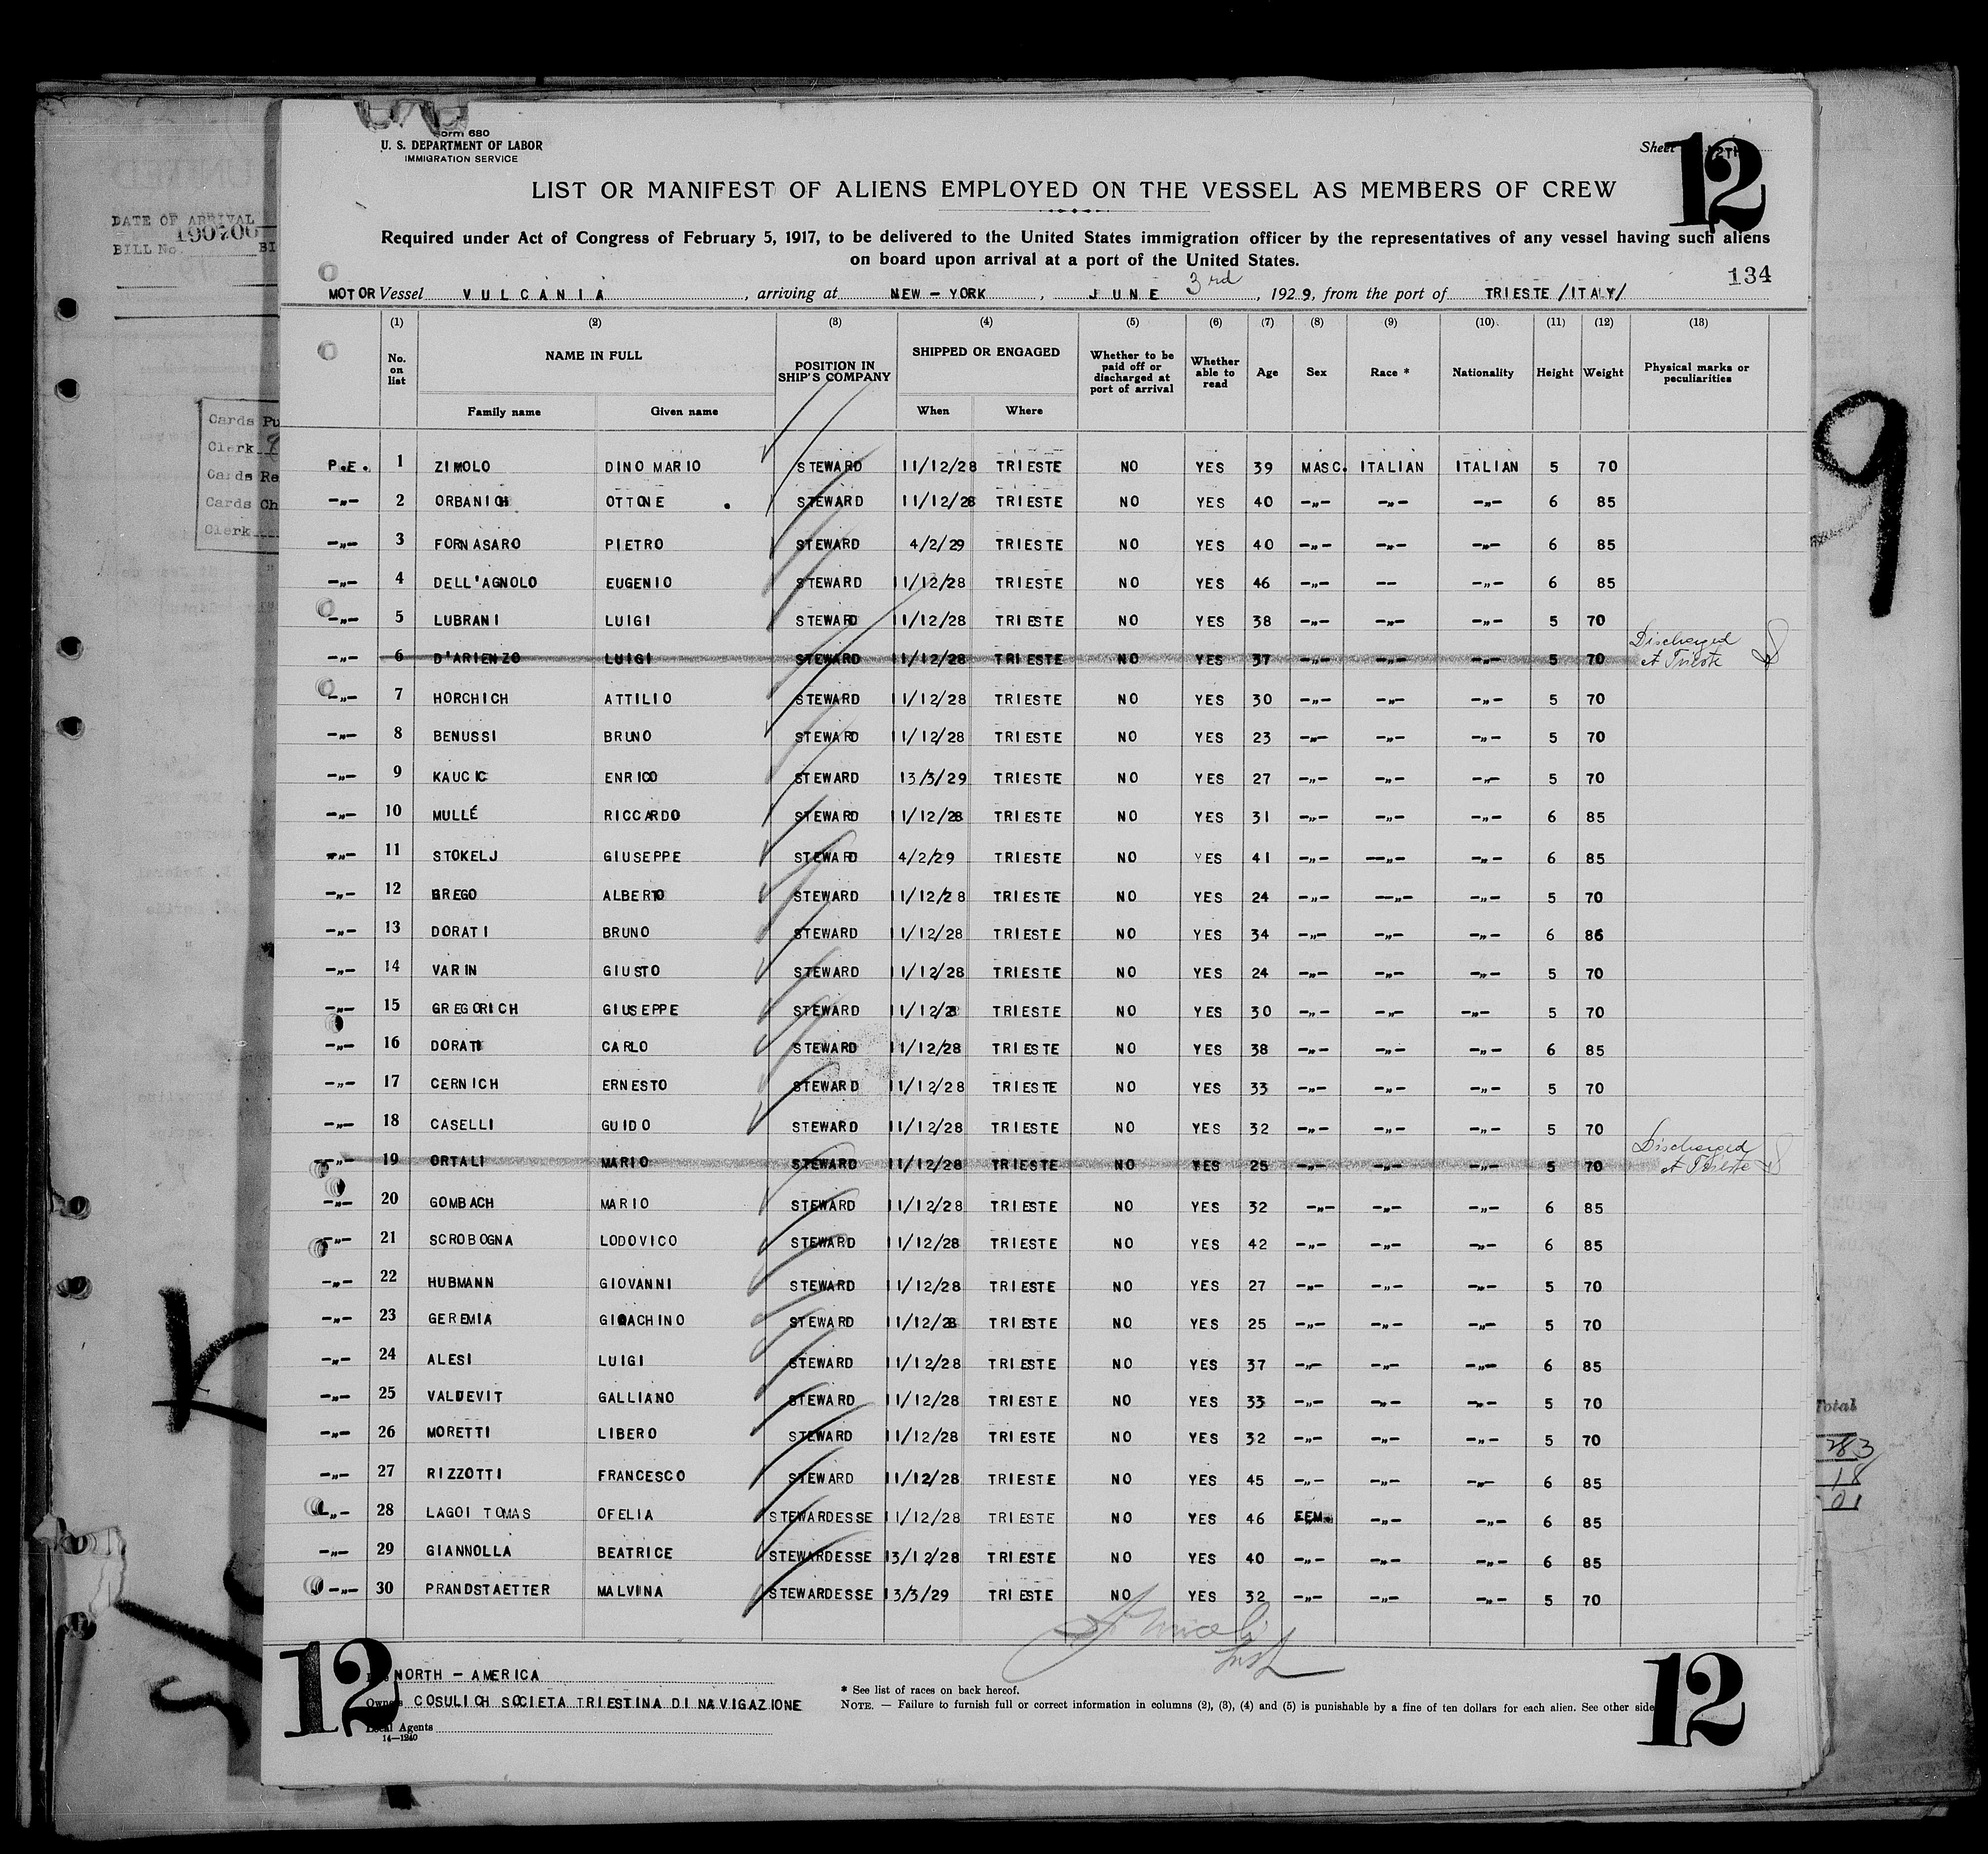 Form 680
U. S. DEPARTMENT OF LABOR
IMMIGRATION SERVICE
Sheet 12TH
12
LIST OR MANIFEST OF ALIENS EMPLOYED ON THE VESSEL AS MEMBERS OF CREW
Required under Act of Congress of February 5, 1917, to be delivered to the United States immigration officer by the representatives of any vessel having such aliens
on board upon arrival at a port of the United States.
134
MOTOR Vessel VULCANIA, arriving at NEW-YORK, JUNE 3rd, 1929, from the port of TRIESTE /ITALY/
(1) (2) (3) (4) (5) (6) (7) (8) (9) (10) (11) (12) (13)
No. on list NAME IN FULL POSITION IN SHIP'S COMPANY SHIPPED OR ENGAGED Whether to be paid off or discharged at port of arrival Whether able to read Age Sex Race * Nationality Height Weight Physical marks or peculiarities
Family name Given name When Where
P.E. 1 ZIMOLO DINO MARIO STEWARD 11/12/28 TRIESTE NO YES 39 MASC. ITALIAN ITALIAN 5 70
-„- 2 ORBANICH OTTONE . STEWARD 11/12/28 TRIESTE NO YES 40 -„- -„- -„- 6 85
-„- 3 FORNASARO PIETRO STEWARD 4/2/29 TRIESTE NO YES 40 -„- -„- -„- 6 85
-„- 4 DELL'AGNOLO EUGENIO STEWARD 11/12/28 TRIESTE NO YES 46 -„- -- -„- 6 85
-„- 5 LUBRANI LUIGI STEWARD 11/12/28 TRIESTE NO YES 38 -„- -„- -„- 5 70
-„- 6 D'ARIENZO LUIGI STEWARD 11/12/28 TRIESTE NO YES 37 -„- -„- -„- 5 70 Discharged at Trieste
-„- 7 HORCHICH ATTILIO STEWARD 11/12/28 TRIESTE NO YES 30 -„- -„- -„- 5 70
-„- 8 BENUSSI BRUNO STEWARD 11/12/28 TRIESTE NO YES 23 -„- -„- -„- 5 70
-„- 9 KAUCIC ENRICO STEWARD 13/3/29 TRIESTE NO YES 27 -„- -„- -„- 5 70
-„- 10 MULLÉ RICCARDO STEWARD 11/12/28 TRIESTE NO YES 31 -„- -„- -„- 6 85
-„- 11 STOKELJ GIUSEPPE STEWARD 4/2/29 TRIESTE NO YES 41 -„- -„- -„- 6 85
-„- 12 GREGO ALBERTO STEWARD 11/12/28 TRIESTE NO YES 24 -„- -„- -„- 5 70
-„- 13 DORATI BRUNO STEWARD 11/12/28 TRIESTE NO YES 34 -„- -„- -„- 6 86
-„- 14 VARIN GIUSTO STEWARD 11/12/28 TRIESTE NO YES 24 -„- -„- -„- 5 70
-„- 15 GREGORICH GIUSEPPE STEWARD 11/12/28 TRIESTE NO YES 30 -„- -„- -„- 5 70
-„- 16 DORATI CARLO STEWARD 11/12/28 TRIESTE NO YES 38 -„- -„- -„- 6 85
-„- 17 CERNICH ERNESTO STEWARD 11/12/28 TRIESTE NO YES 33 -„- -„- -„- 5 70
-„- 18 CASELLI GUIDO STEWARD 11/12/28 TRIESTE NO YES 32 -„- -„- -„- 5 70
-„- 19 ORTALI MARIO STEWARD 11/12/28 TRIESTE NO YES 25 -„- -„- -„- 5 70 Discharged at Trieste
-„- 20 GOMBACH MARIO STEWARD 11/12/28 TRIESTE NO YES 32 -„- -„- -„- 6 85
-„- 21 SCROBOGNA LODOVICO STEWARD 11/12/28 TRIESTE NO YES 42 -„- -„- -„- 6 85
-„- 22 HUBMANN GIOVANNI STEWARD 11/12/28 TRIESTE NO YES 27 -„- -„- -„- 5 70
-„- 23 GEREMIA GIOACHINO STEWARD 11/12/28 TRIESTE NO YES 25 -„- -„- -„- 5 70
-„- 24 ALESI LUIGI STEWARD 11/12/28 TRIESTE NO YES 37 -„- -„- -„- 6 85
-„- 25 VALDEVIT GALLIANO STEWARD 11/12/28 TRIESTE NO YES 33 -„- -„- -„- 5 70
-„- 26 MORETTI LIBERO STEWARD 11/12/28 TRIESTE NO YES 32 -„- -„- -„- 5 70
-„- 27 RIZZOTTI FRANCESCO STEWARD 11/12/28 TRIESTE NO YES 45 -„- -„- -„- 6 85
-„- 28 LAGOI TOMAS OFELIA STEWARDESSE 11/12/28 TRIESTE NO YES 46 FEM. -„- -„- 6 85
-„- 29 GIANNOLLA BEATRICE STEWARDESSE 13/12/28 TRIESTE NO YES 40 -„- -„- -„- 6 85
-„- 30 PRANDSTAETTER MALVINA STEWARDESSE 13/3/29 TRIESTE NO YES 32 -„- -„- -„- 5 70
12
NORTH - AMERICA
Owners COSULICH SOCIETA TRIESTINA DI NAVIGAZIONE
Local Agents
14-1240
* See list of races on back hereof.
NOTE. — Failure to furnish full or correct information in columns (2), (3), (4) and (5) is punishable by a fine of ten dollars for each alien. See other side
12
DATE OF ARRIVAL
190700
BILL No.
Cards Pu
Clerk
Cards Re
Cards Ch
Clerk
9
Total
283
18
01